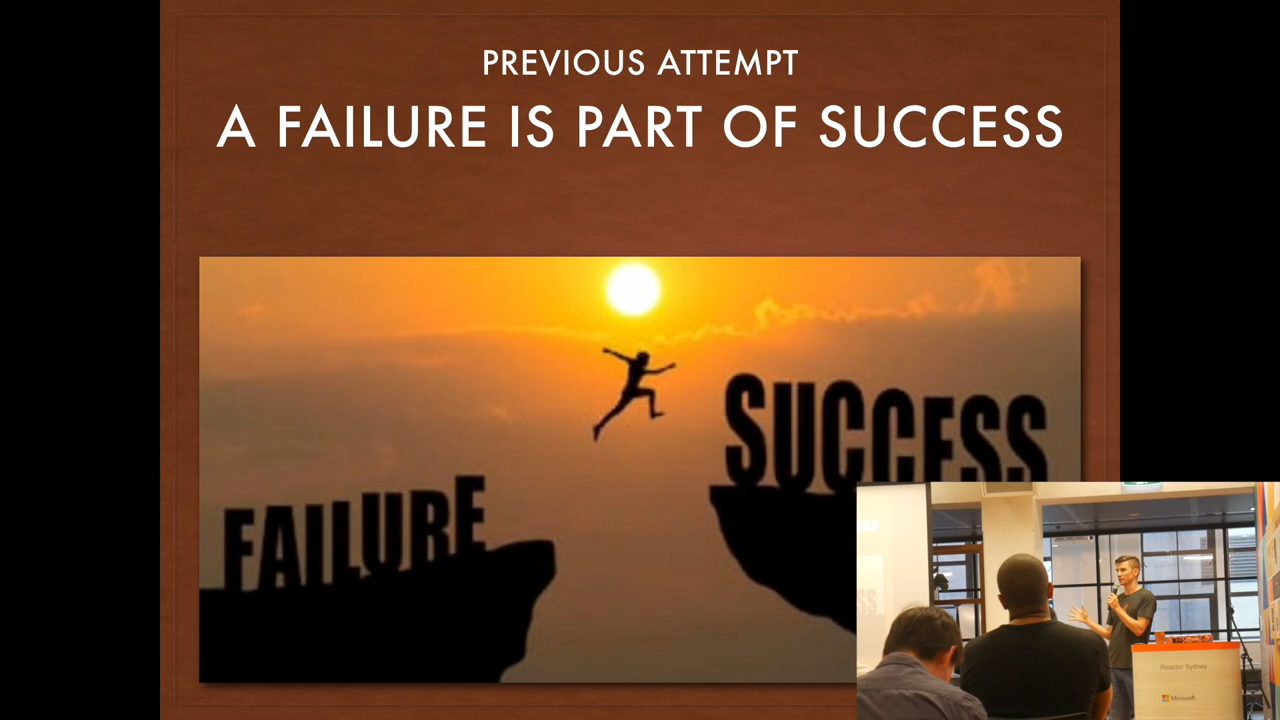 PREVIOUS ATTEMPT
A FAILURE IS PART OF SUCCESS
FAILURE
SUCCESS
Reactor Sydney
Microsoft